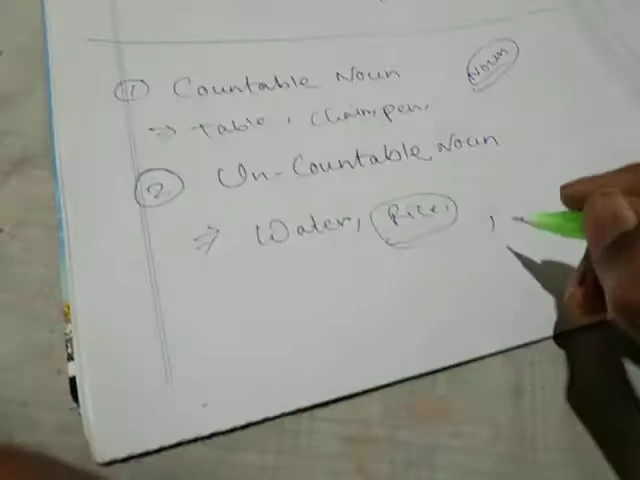 ① Countable Noun
Noun
⇒ Table, Chair, pen,
② Un-Countable Noun
⇒ Water, Rice, ,